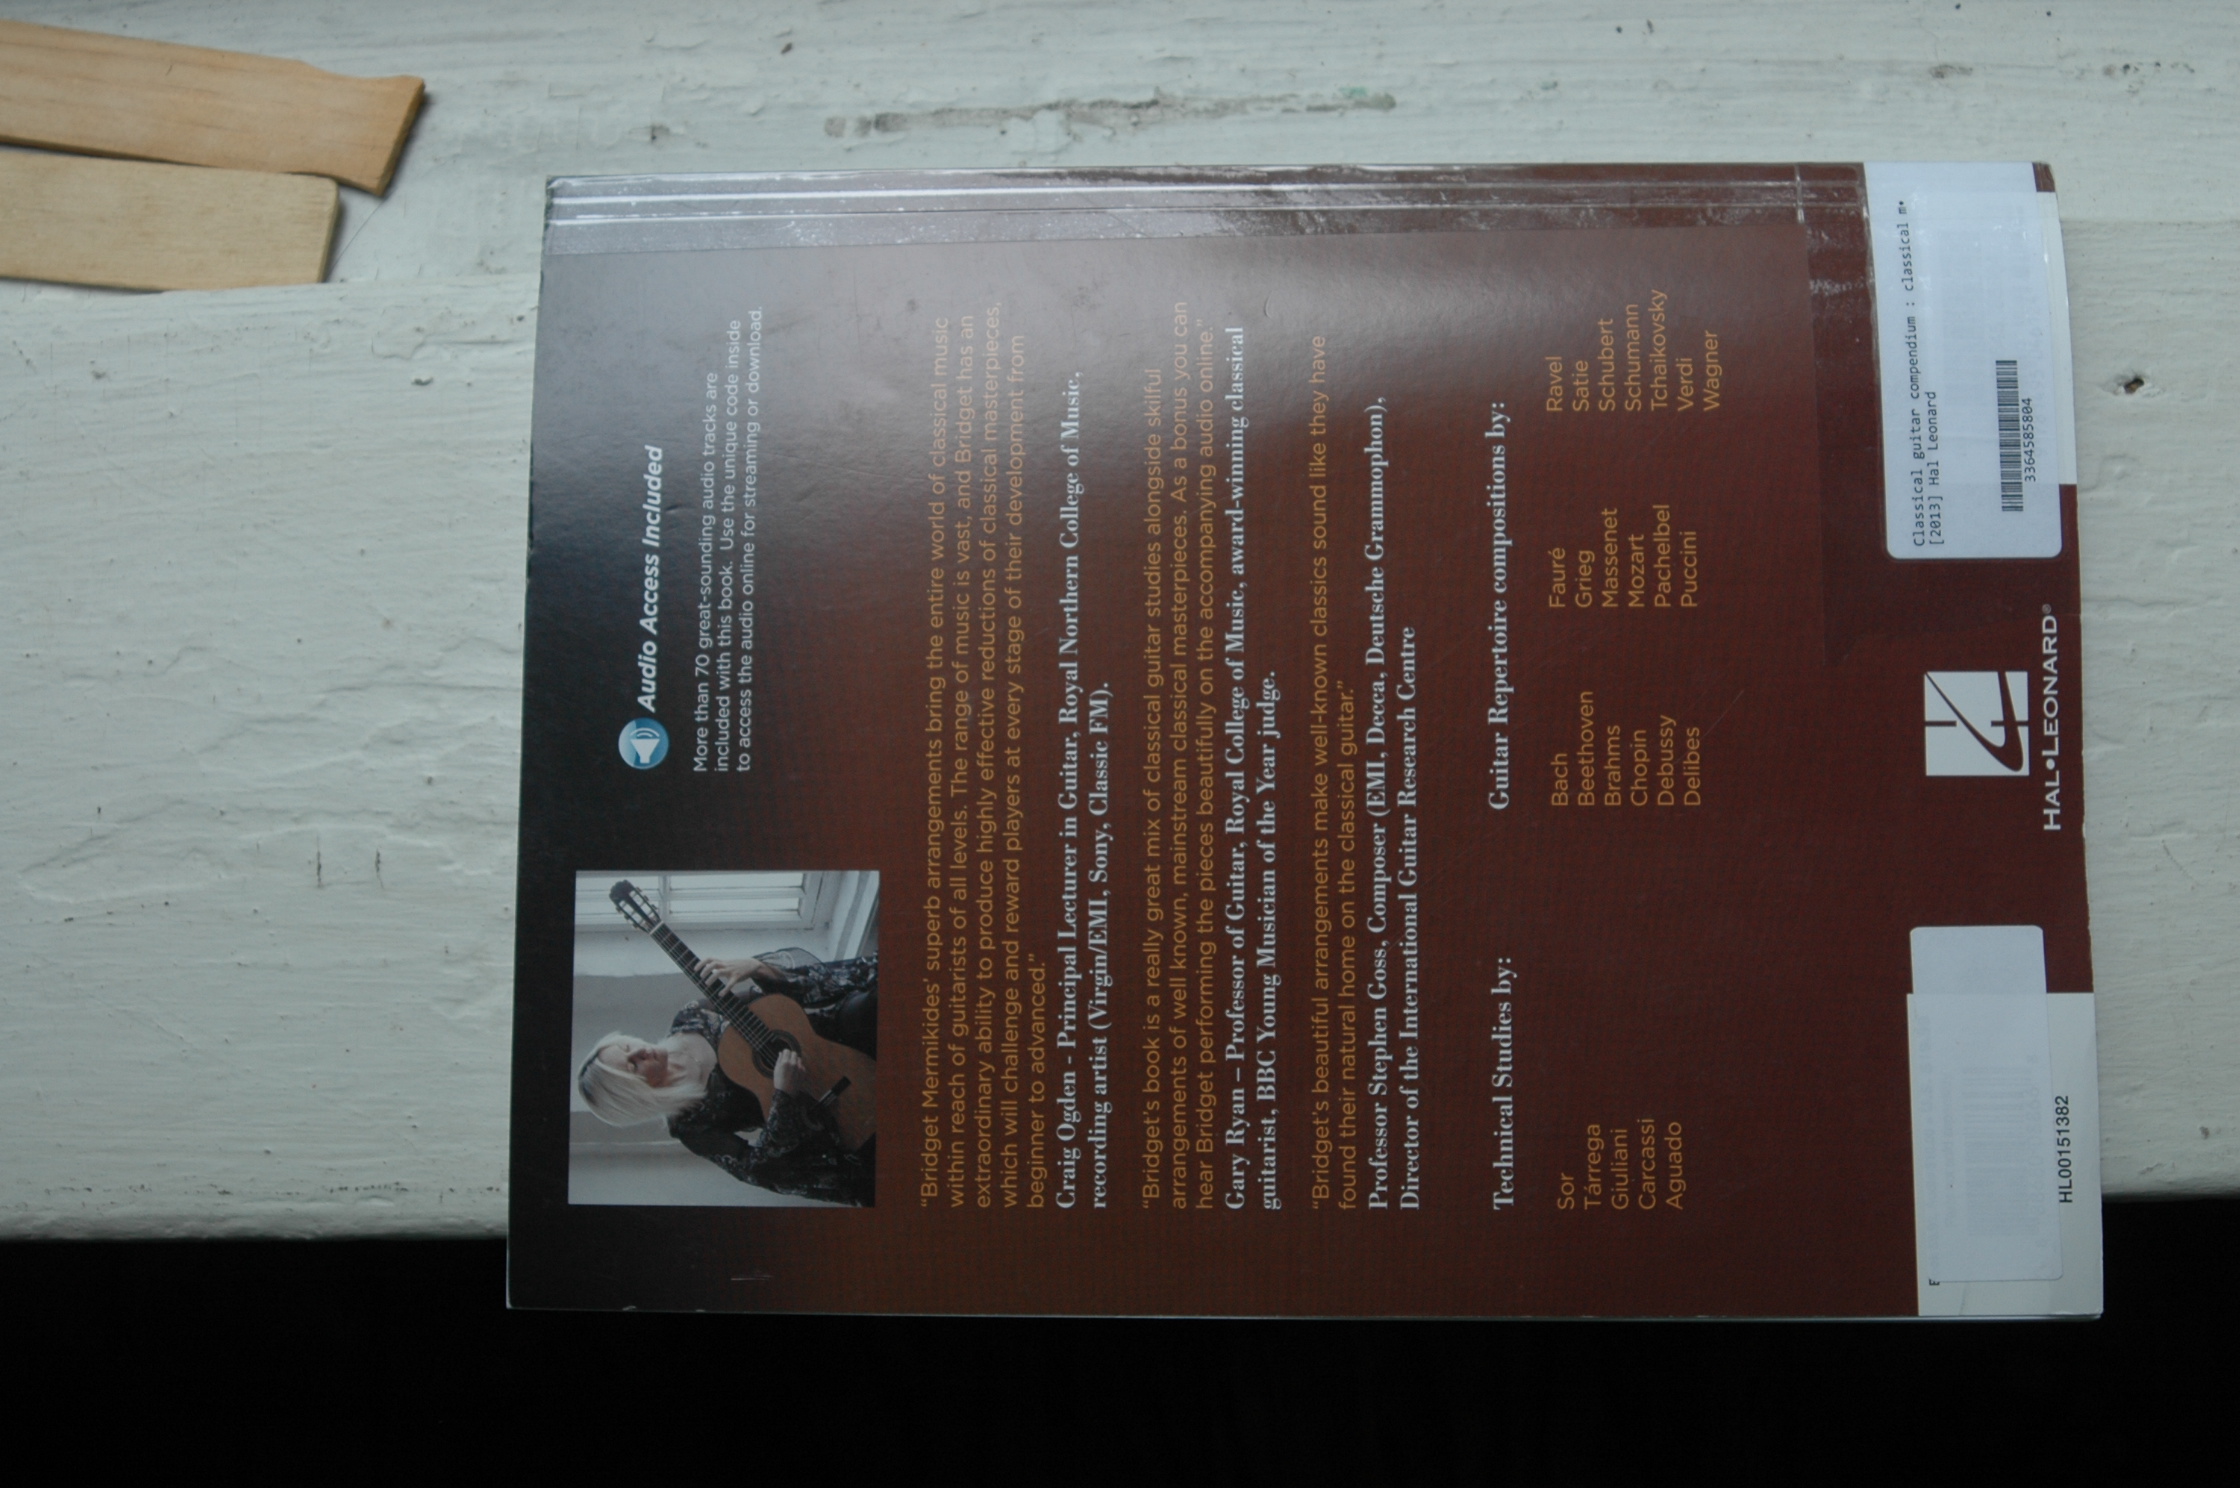 Audio Access Included
More than 70 great-sounding audio tracks are
included with this book. Use the unique code inside
to access the audio online for streaming or download.
"Bridget Mermikides' superb arrangements bring the entire world of classical music
within reach of guitarists of all levels. The range of music is vast, and Bridget has an
extraordinary ability to produce highly effective reductions of classical masterpieces,
which will challenge and reward players at every stage of their development from
beginner to advanced."
Craig Ogden - Principal Lecturer in Guitar, Royal Northern College of Music,
recording artist (Virgin/EMI, Sony, Classic FM).
"Bridget's book is a really great mix of classical guitar studies alongside skilful
arrangements of well known, mainstream classical masterpieces. As a bonus you can
hear Bridget performing the pieces beautifully on the accompanying audio online."
Gary Ryan – Professor of Guitar, Royal College of Music, award-winning classical
guitarist, BBC Young Musician of the Year judge.
"Bridget's beautiful arrangements make well-known classics sound like they have
found their natural home on the classical guitar."
Professor Stephen Goss, Composer (EMI, Decca, Deutsche Grammophon),
Director of the International Guitar Research Centre
Technical Studies by:
Sor
Tárrega
Giuliani
Carcassi
Aguado
Guitar Repertoire compositions by:
Bach
Beethoven
Brahms
Chopin
Debussy
Delibes
Fauré
Grieg
Massenet
Mozart
Pachelbel
Puccini
Ravel
Satie
Schubert
Schumann
Tchaikovsky
Verdi
Wagner
HL00151382
HAL•LEONARD®
Classical guitar compendium : classical m•
[2013] Hal Leonard
3364585804